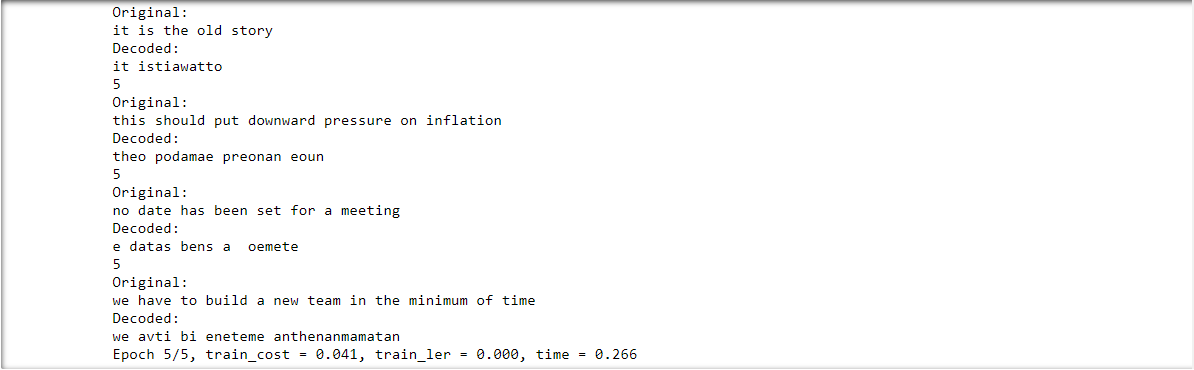 Original:
it is the old story
Decoded:
it istiawatto
5
Original:
this should put downward pressure on inflation
Decoded:
theo podamae preonan eoun
5
Original:
no date has been set for a meeting
Decoded:
e datas bens a  oemete
5
Original:
we have to build a new team in the minimum of time
Decoded:
we avti bi eneteme anthenanmamatan
Epoch 5/5, train_cost = 0.041, train_ler = 0.000, time = 0.266